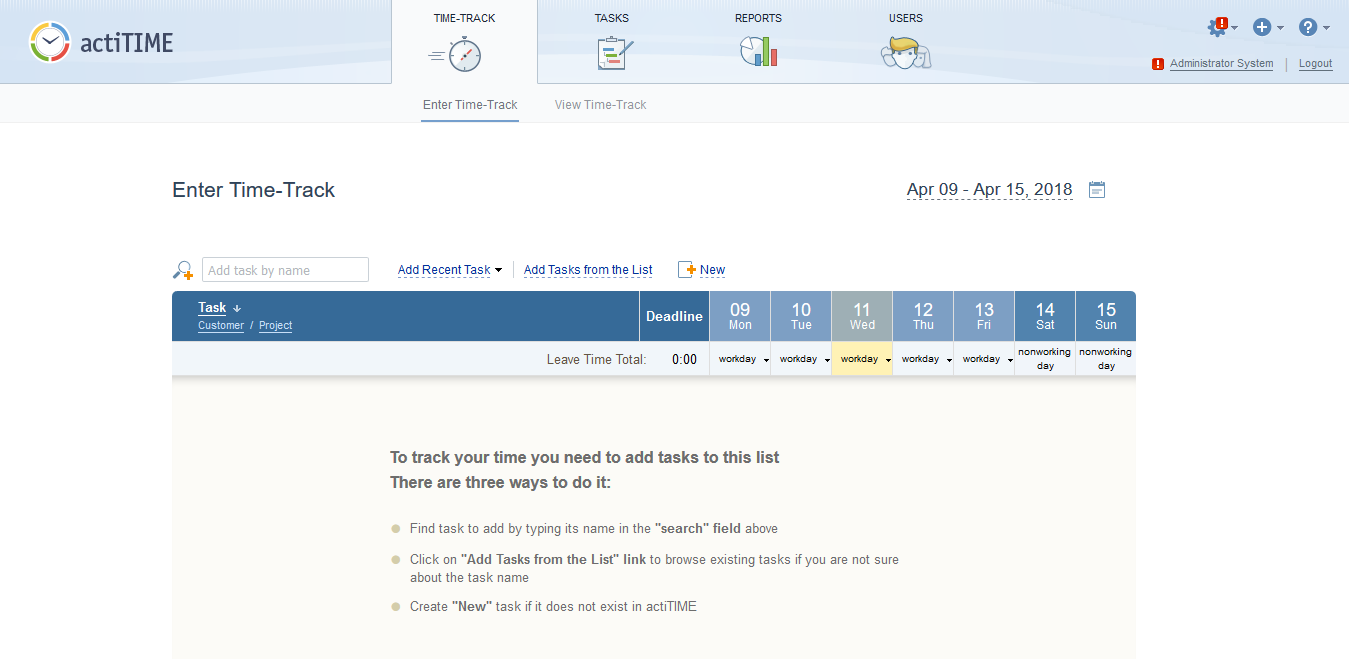 actiTIME
TIME-TRACK
TASKS
REPORTS
USERS
Administrator System
Logout
Enter Time-Track
View Time-Track
Enter Time-Track
Apr 09 - Apr 15, 2018
Add task by name
Add Recent Task
Add Tasks from the List
New
Task
Customer / Project
Deadline
09
Mon
10
Tue
11
Wed
12
Thu
13
Fri
14
Sat
15
Sun
Leave Time Total: 0:00
workday
workday
workday
workday
workday
nonworking
day
nonworking
day
To track your time you need to add tasks to this list
There are three ways to do it:
Find task to add by typing its name in the "search" field above
Click on "Add Tasks from the List" link to browse existing tasks if you are not sure
about the task name
Create "New" task if it does not exist in actiTIME